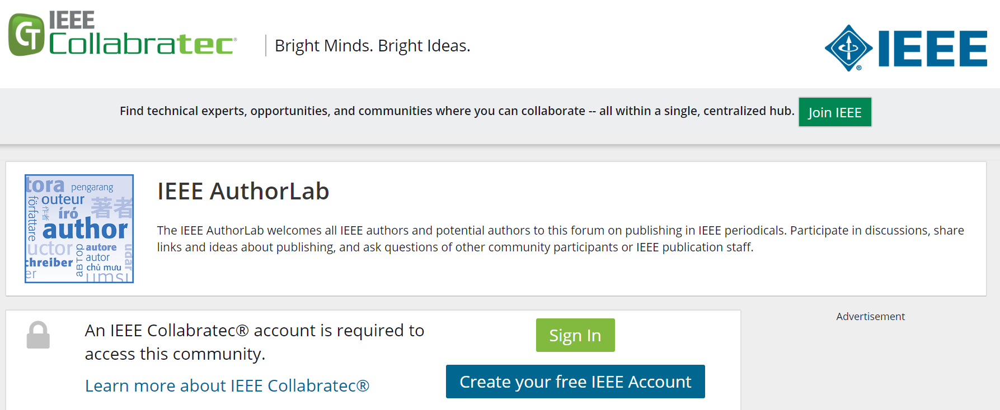 IEEE
CT Collabratec®
Bright Minds. Bright Ideas.
IEEE®
Find technical experts, opportunities, and communities where you can collaborate -- all within a single, centralized hub.
Join IEEE
tora pengarang
outeur
författare
作者
író
著者
author
uctor
autore
автор
autor
chreiber
chủ mưu
udar
er
umsı
IEEE AuthorLab
The IEEE AuthorLab welcomes all IEEE authors and potential authors to this forum on publishing in IEEE periodicals. Participate in discussions, share
links and ideas about publishing, and ask questions of other community participants or IEEE publication staff.
An IEEE Collabratec® account is required to
access this community.
Learn more about IEEE Collabratec®
Sign In
Create your free IEEE Account
Advertisement